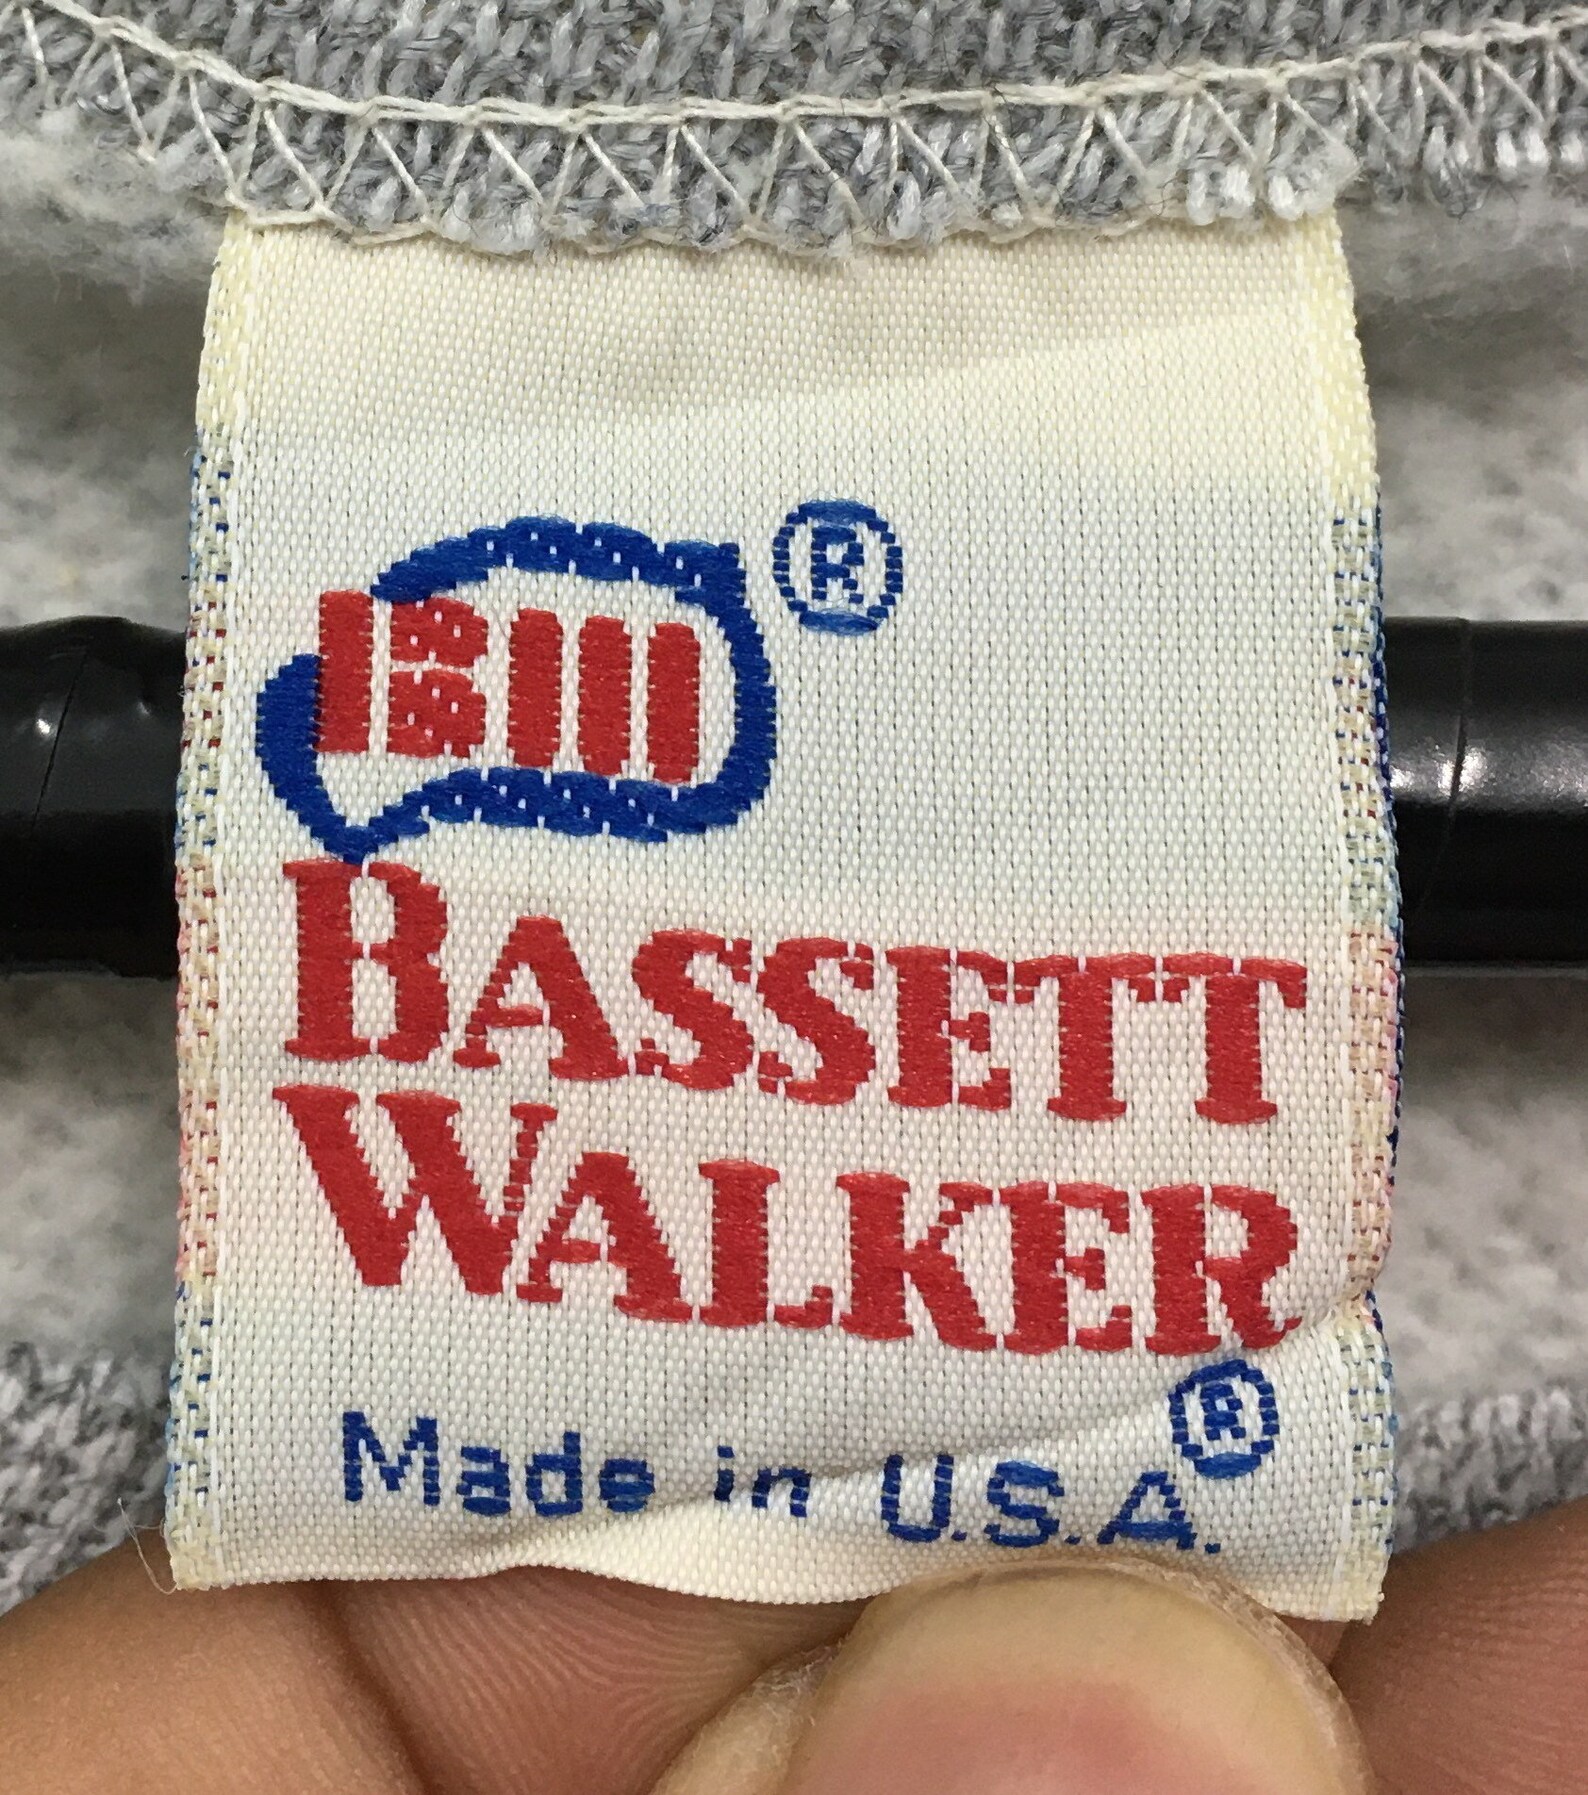 BW ®
BASSETT
WALKER
®
Made in U.S.A.